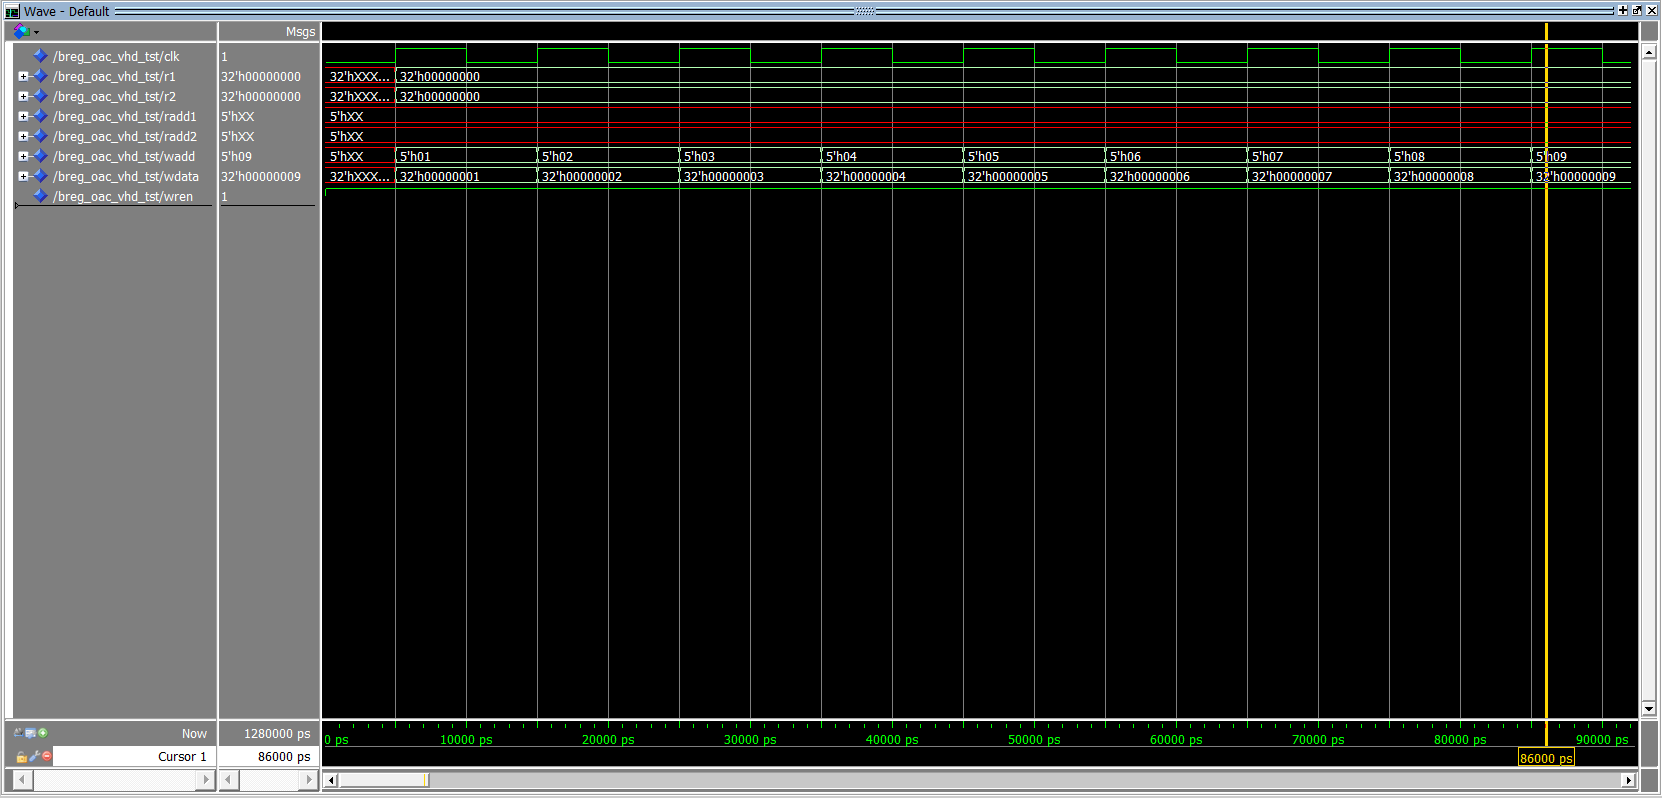 Wave - Default
Msgs
/breg_oac_vhd_tst/clk 1
/breg_oac_vhd_tst/r1 32'h00000000 32'hXXX... 32'h00000000
/breg_oac_vhd_tst/r2 32'h00000000 32'hXXX... 32'h00000000
/breg_oac_vhd_tst/radd1 5'hXX 5'hXX
/breg_oac_vhd_tst/radd2 5'hXX 5'hXX
/breg_oac_vhd_tst/wadd 5'h09 5'hXX 5'h01 5'h02 5'h03 5'h04 5'h05 5'h06 5'h07 5'h08 5'h09
/breg_oac_vhd_tst/wdata 32'h00000009 32'hXXX... 32'h00000001 32'h00000002 32'h00000003 32'h00000004 32'h00000005 32'h00000006 32'h00000007 32'h00000008 32'h00000009
/breg_oac_vhd_tst/wren 1
Now 1280000 ps 0 ps 10000 ps 20000 ps 30000 ps 40000 ps 50000 ps 60000 ps 70000 ps 80000 ps 90000 ps
Cursor 1 86000 ps 86000 ps